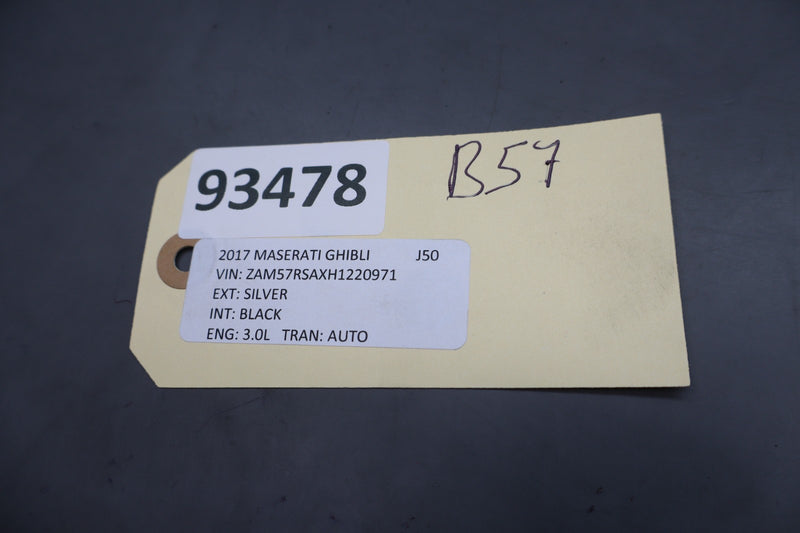 93478
B57
2017 MASERATI GHIBLI J50
VIN: ZAM57RSAXH1220971
EXT: SILVER
INT: BLACK
ENG: 3.0L TRAN: AUTO